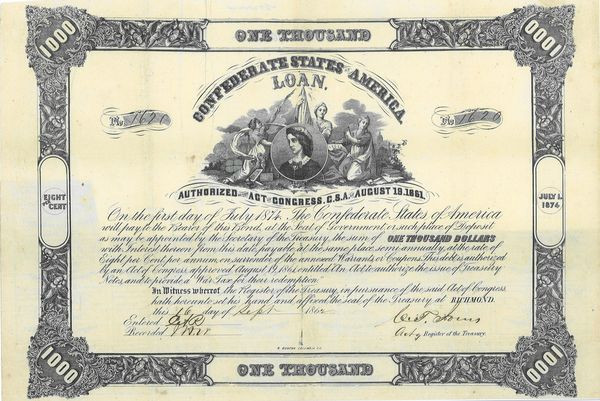 1000
ONE THOUSAND
1000
CONFEDERATE STATES OF AMERICA.
LOAN.
No 1626
No 1626
AUTHORIZED BY ACT OF CONGRESS, C.S.A. OF AUGUST 19.1861.
EIGHT
PER CENT
JULY 1.
1874
On the first day of July 1874, The Confederate States of America
will pay to the Bearer of this Bond, at the Seat of Government or such place of Deposit
as may be appointed by the Secretary of the Treasury, the sum of ONE THOUSAND DOLLARS
with Interest thereon from this date, payable at the same place semi annually, at the rate of
Eight per Cent per annum, on surrender of the annexed Warrants or Coupons. This debt is authorized
by an Act of Congress approved August 19, 1861, entitled An Act to authorize the issue of Treasury
Notes, and to provide a War Tax for their redemption.
In Witness whereof, the Register of the Treasury, in pursuance of the said Act of Congress
hath hereunto set his Hand, and affixed the Seal of the Treasury at RICHMOND.
this 26 day of Sept 186
Entered
Recorded
Actg Register of the Treasury.
COLUMBIA S.C.
1000
ONE THOUSAND
1000